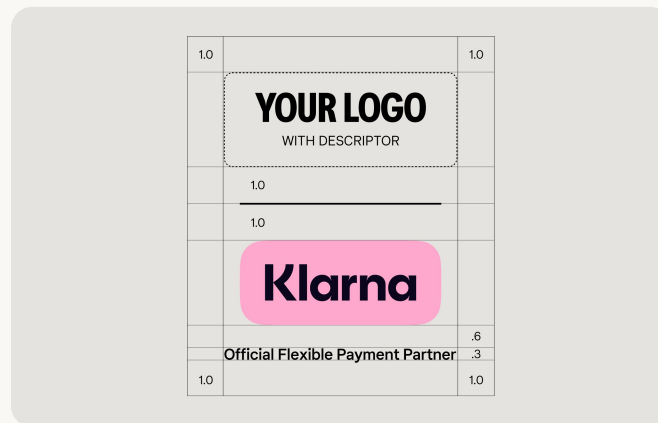 1.0 1.0
YOUR LOGO
WITH DESCRIPTOR
1.0
1.0
Klarna
.6
Official Flexible Payment Partner .3
1.0 1.0